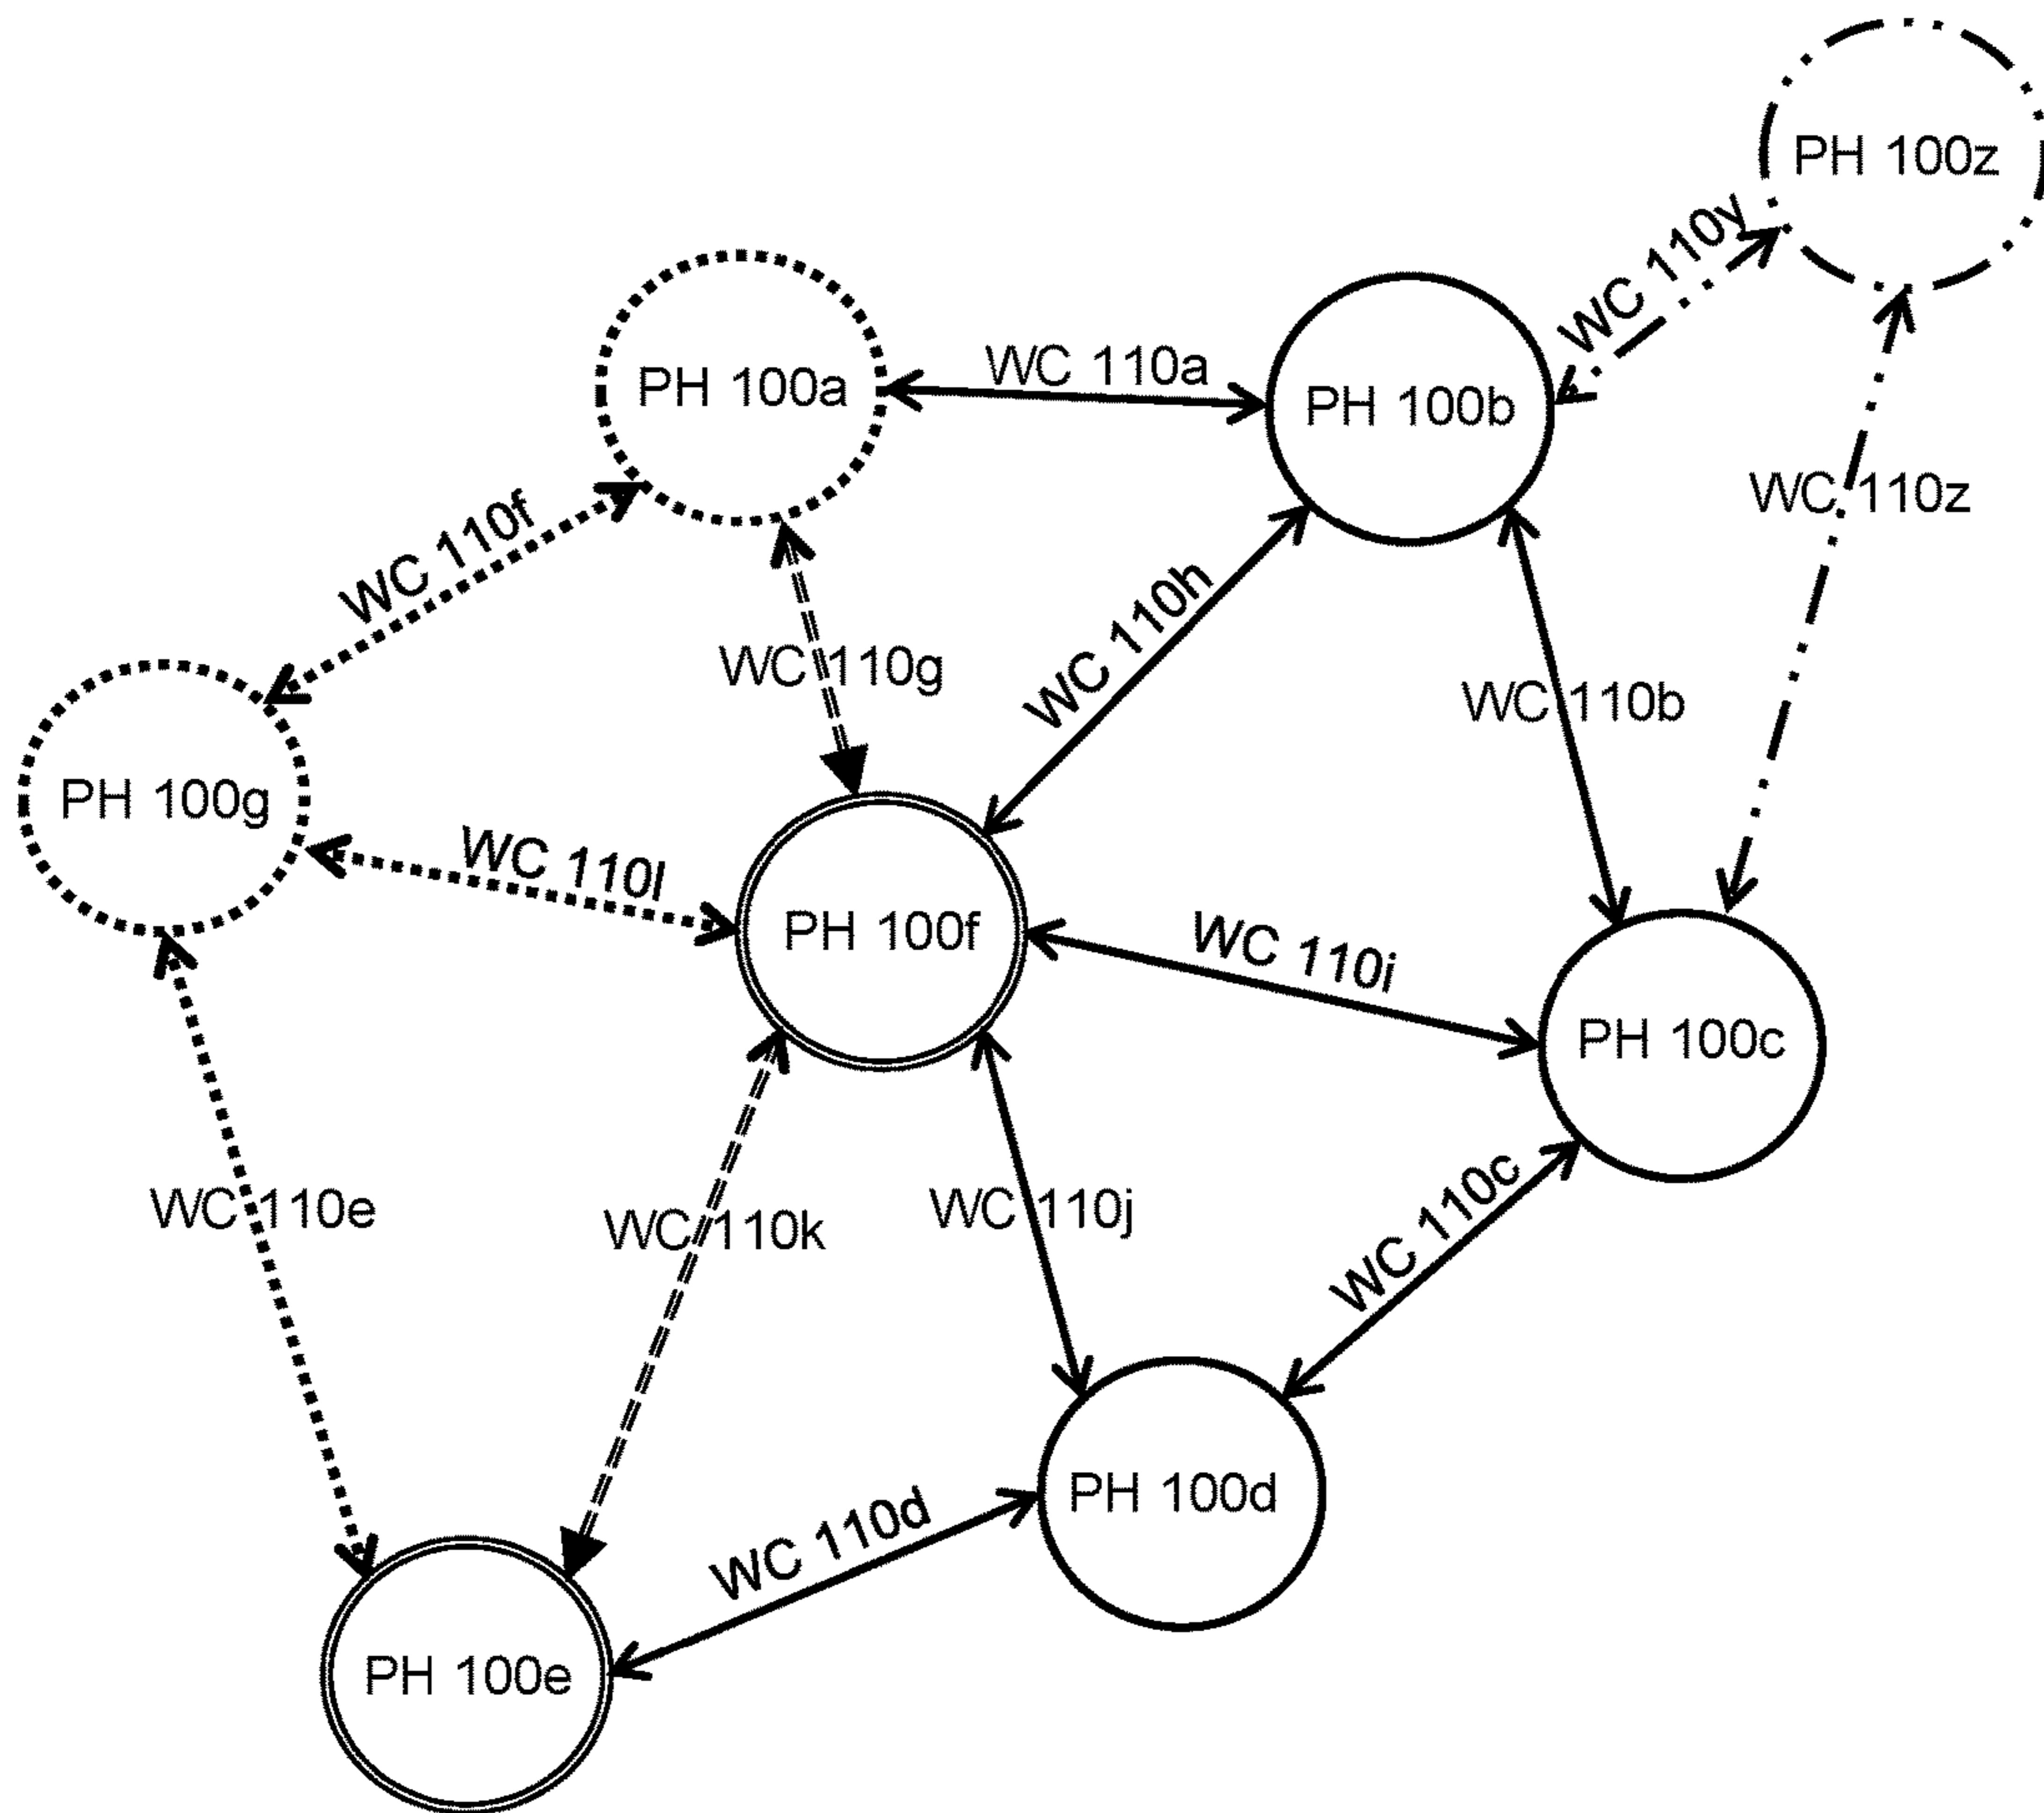 PH 100z
WC 110y
PH 100a
WC 110a
PH 100b
WC 110z
WC 110f
WC 110h
WC 110g
WC 110b
PH 100g
WC 110l
PH 100f
WC 110i
PH 100c
WC 110e
WC 110k
WC 110j
WC 110c
PH 100d
WC 110d
PH 100e